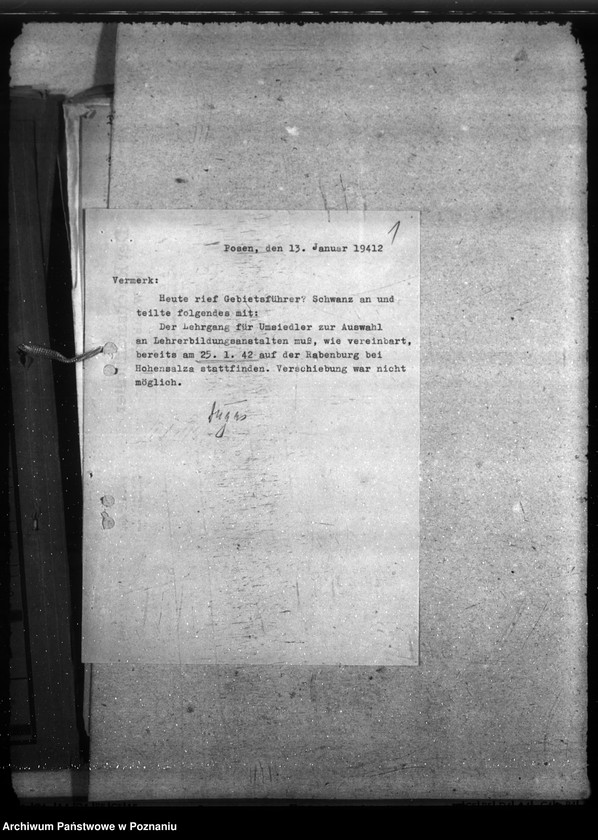 1
Posen, den 13. Januar 19412
Vermerk:
Heute rief Gebietsführer? Schwanz an und
teilte folgendes mit:
Der Lehrgang für Umsiedler zur Auswahl
an Lehrerbildungsanstalten muß, wie vereinbart,
bereits am 25. 1. 42 auf der Rabenburg bei
Hohensalza stattfinden. Verschiebung war nicht
möglich.
Archiwum Państwowe w Poznaniu